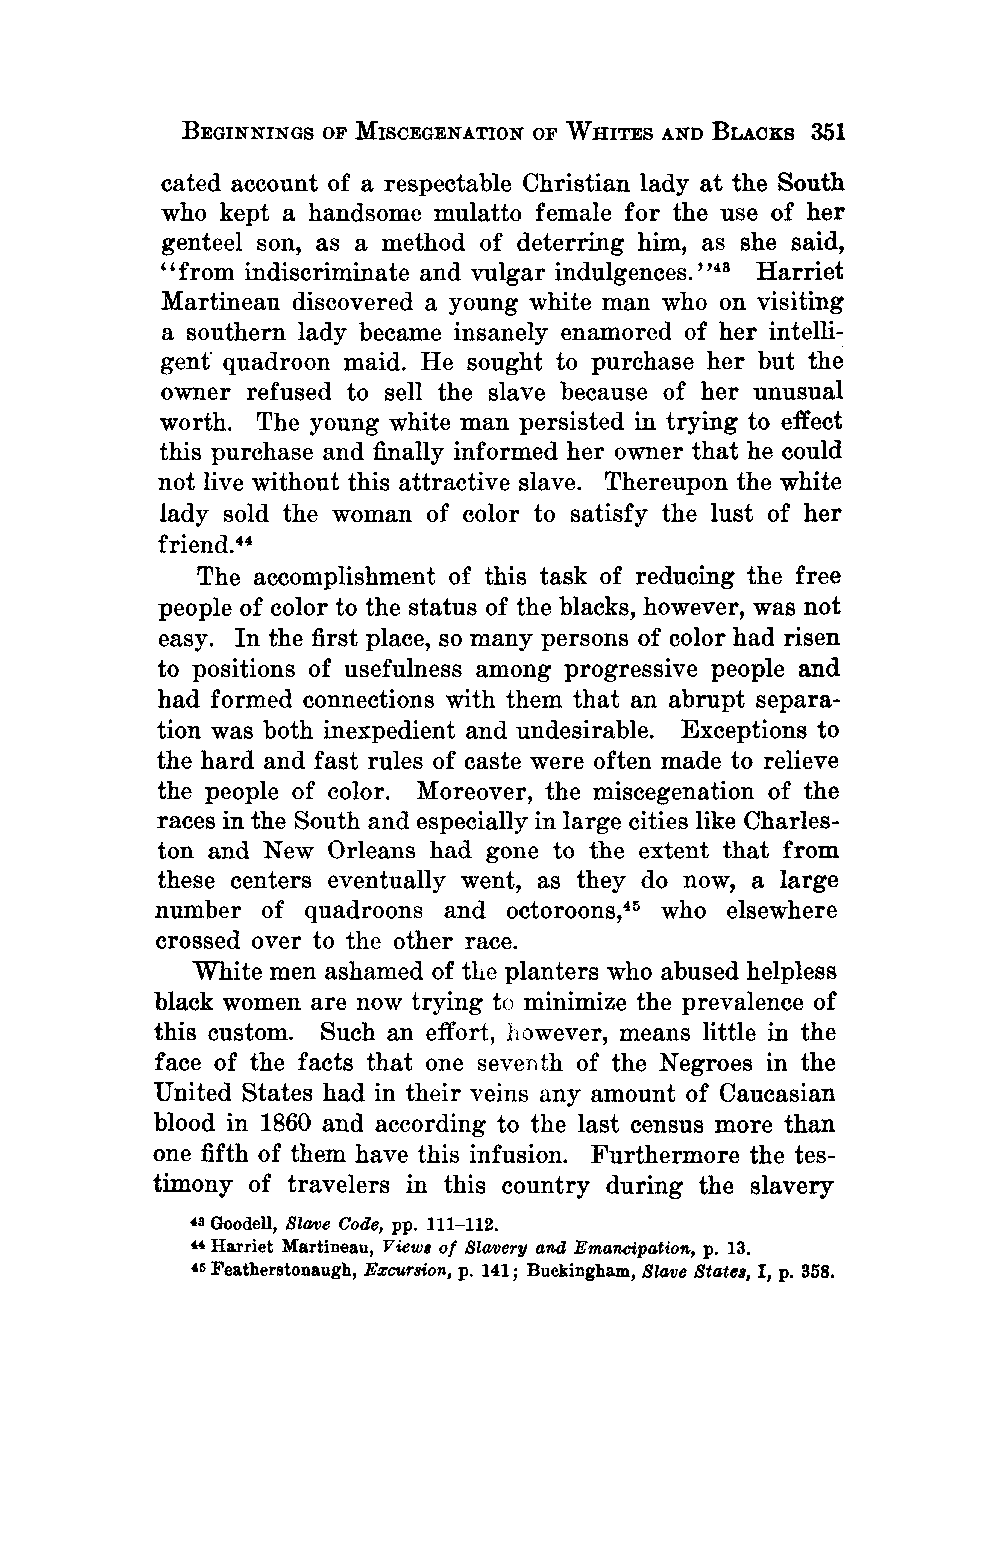 BEGINNINGS OF MISCEGENATION OF WHITES AND BLACKS 351
cated account of a respectable Christian lady at the South
who kept a handsome mulatto female for the use of her
genteel son, as a method of deterring him, as she said,
“from indiscriminate and vulgar indulgences.”⁴³ Harriet
Martineau discovered a young white man who on visiting
a southern lady became insanely enamored of her intelli-
gent quadroon maid. He sought to purchase her but the
owner refused to sell the slave because of her unusual
worth. The young white man persisted in trying to effect
this purchase and finally informed her owner that he could
not live without this attractive slave. Thereupon the white
lady sold the woman of color to satisfy the lust of her
friend.⁴⁴
The accomplishment of this task of reducing the free
people of color to the status of the blacks, however, was not
easy. In the first place, so many persons of color had risen
to positions of usefulness among progressive people and
had formed connections with them that an abrupt separa-
tion was both inexpedient and undesirable. Exceptions to
the hard and fast rules of caste were often made to relieve
the people of color. Moreover, the miscegenation of the
races in the South and especially in large cities like Charles-
ton and New Orleans had gone to the extent that from
these centers eventually went, as they do now, a large
number of quadroons and octoroons,⁴⁵ who elsewhere
crossed over to the other race.
White men ashamed of the planters who abused helpless
black women are now trying to minimize the prevalence of
this custom. Such an effort, however, means little in the
face of the facts that one seventh of the Negroes in the
United States had in their veins any amount of Caucasian
blood in 1860 and according to the last census more than
one fifth of them have this infusion. Furthermore the tes-
timony of travelers in this country during the slavery
⁴³ Goodell, Slave Code, pp. 111–112.
⁴⁴ Harriet Martineau, Views of Slavery and Emancipation, p. 13.
⁴⁵ Featherstonaugh, Excursion, p. 141; Buckingham, Slave States, I, p. 358.